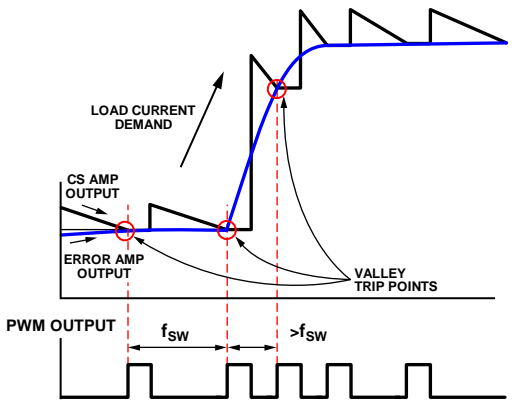 LOAD CURRENT
DEMAND
CS AMP
OUTPUT
ERROR AMP
OUTPUT
VALLEY
TRIP POINTS
PWM OUTPUT
fSW
>fSW